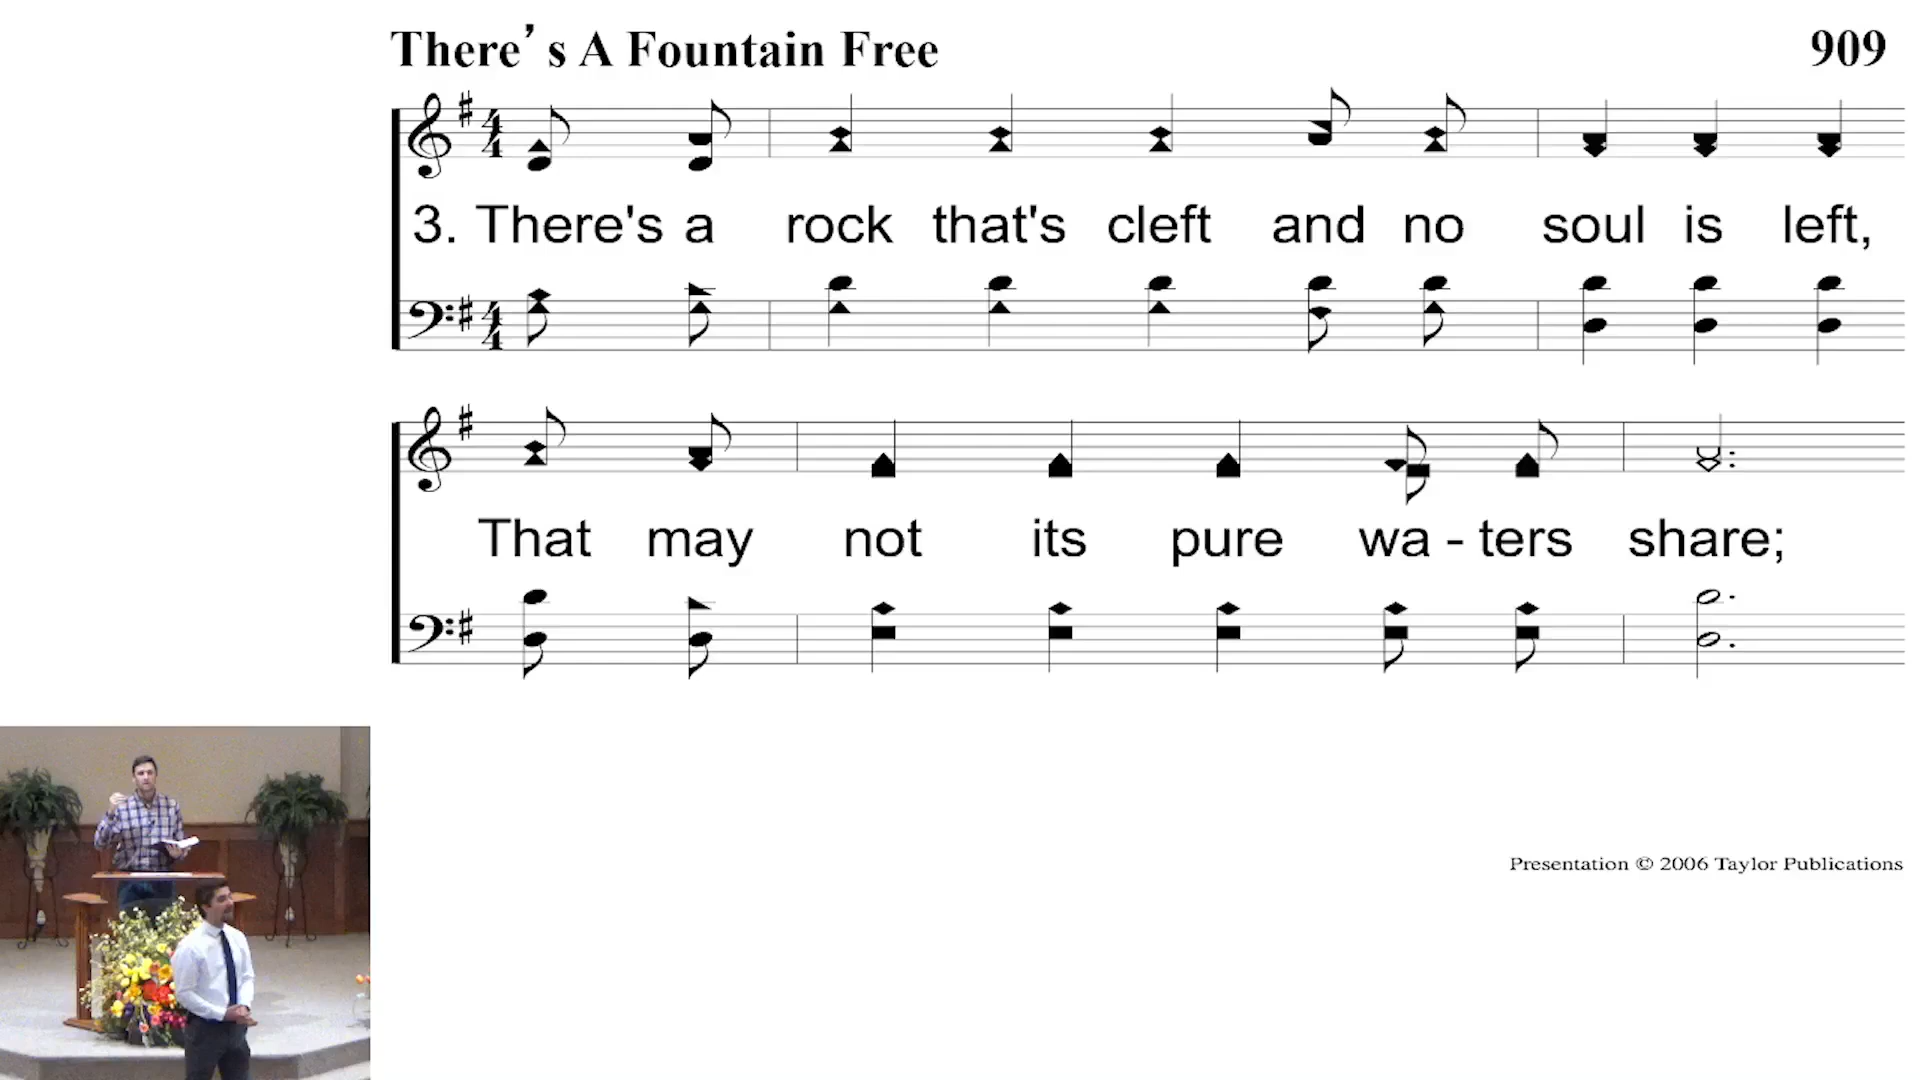 There's A Fountain Free 909
3. There's a rock that's cleft and no soul is left,
That may not its pure wa - ters share;
Presentation © 2006 Taylor Publications